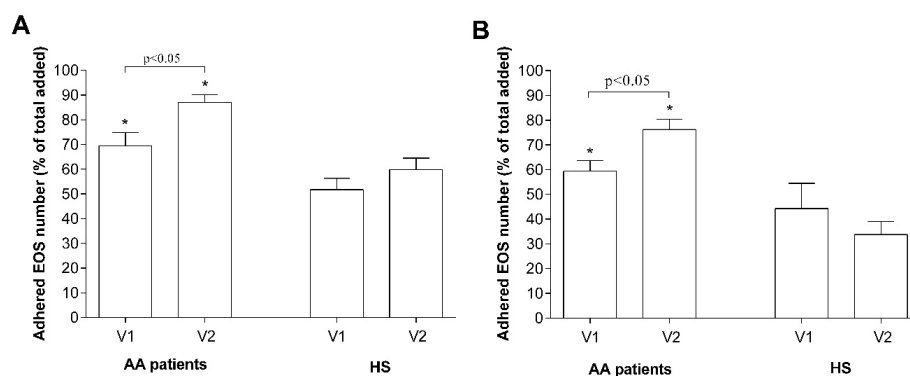 A
Adhered EOS number (% of total added)
100
90
80
70
60
50
40
30
20
10
0
p<0.05
*
*
V1
V2
V1
V2
AA patients
HS
B
Adhered EOS number (% of total added)
100
90
80
70
60
50
40
30
20
10
0
p<0.05
*
*
V1
V2
V1
V2
AA patients
HS